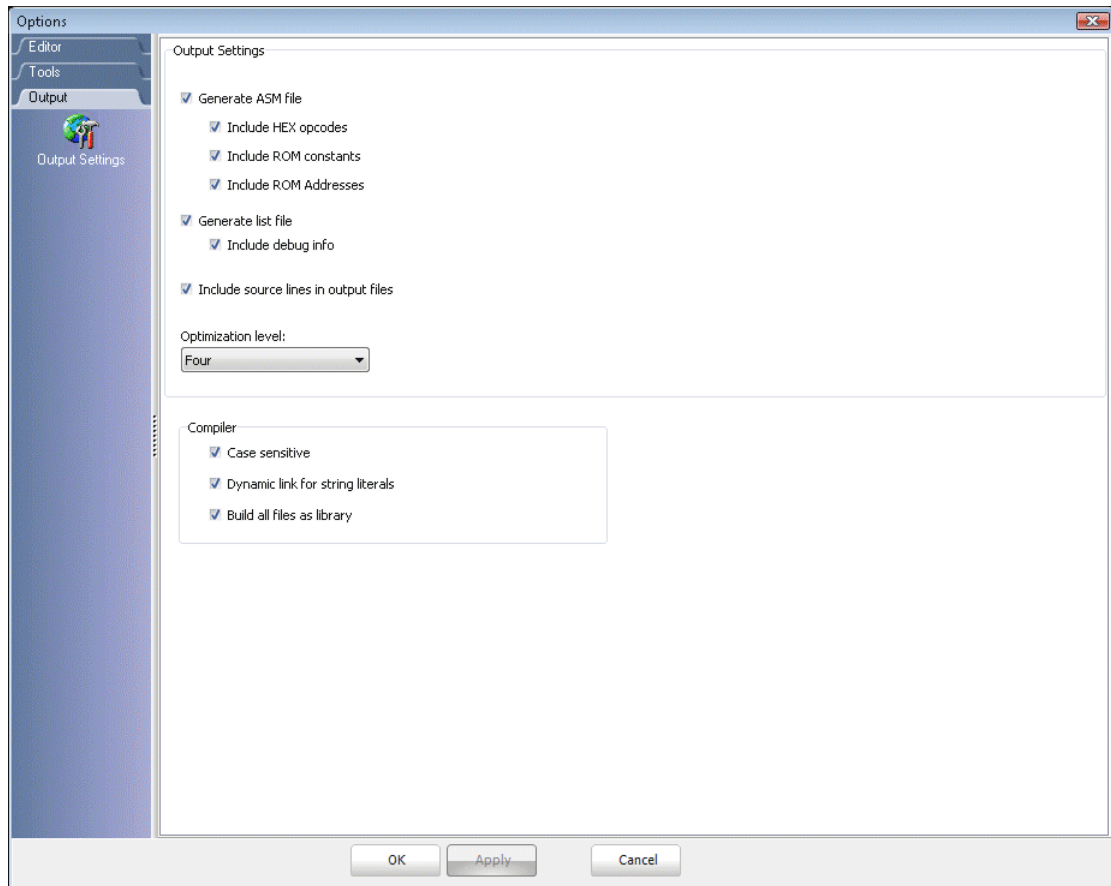 Options
Editor
Tools
Output
Output Settings
Output Settings
Generate ASM file
Include HEX opcodes
Include ROM constants
Include ROM Addresses
Generate list file
Include debug info
Include source lines in output files
Optimization level:
Four
Compiler
Case sensitive
Dynamic link for string literals
Build all files as library
OK Apply Cancel